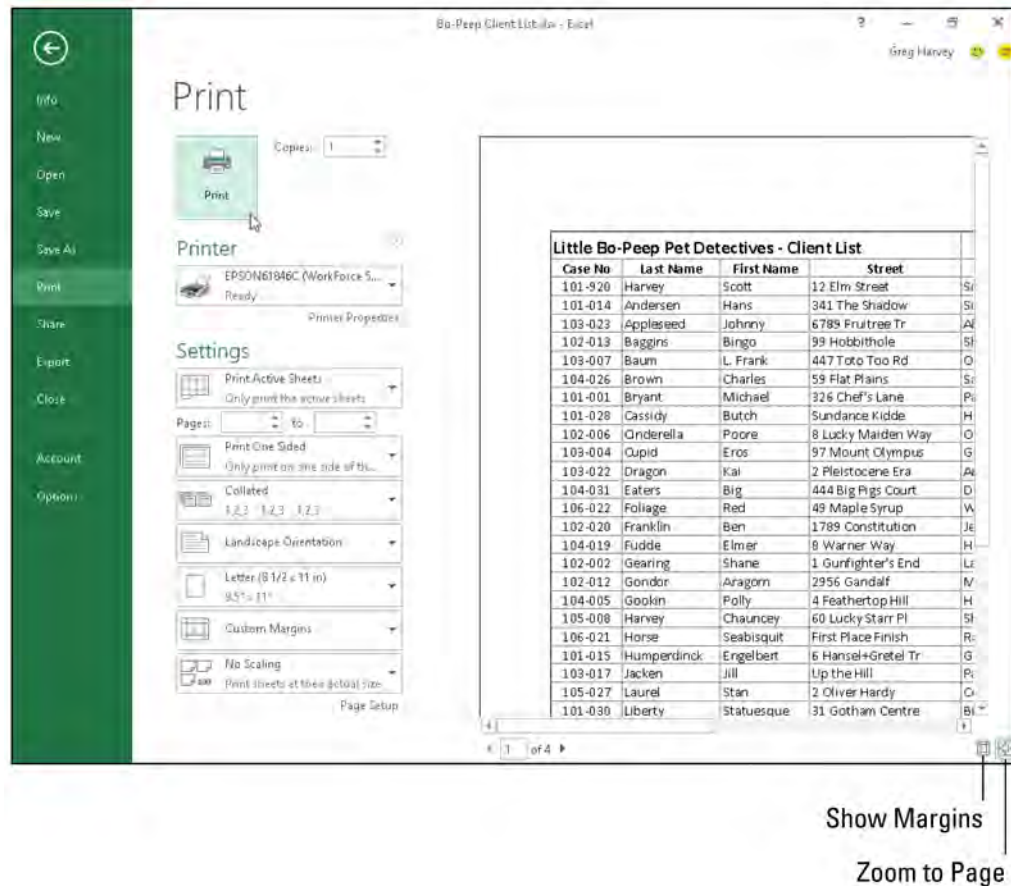 Bo-Peep Client List.xlsx - Excel
?
Greg Harvey
Info
New
Open
Save
Save As
Print
Share
Export
Close
Account
Options
Print
Copies: 1
Print
Printer
EPSON61846C (WorkForce 5...
Ready
Printer Properties
Settings
Print Active Sheets
Only print the active sheets
Pages: to
Print One Sided
Only print on one side of th...
Collated
1,2,3 1,2,3 1,2,3
Landscape Orientation
Letter (8 1/2 x 11 in)
8.5" x 11"
Custom Margins
No Scaling
Print sheets at their actual size
Page Setup
Little Bo-Peep Pet Detectives - Client List
Case No Last Name First Name Street
101-920 Harvey Scott 12 Elm Street
101-014 Andersen Hans 341 The Shadow
103-023 Appleseed Johnny 6789 Fruitree Tr
102-013 Baggins Bingo 99 Hobbithole
103-007 Baum L. Frank 447 Toto Too Rd
104-026 Brown Charles 59 Flat Plains
101-001 Bryant Michael 326 Chef's Lane
101-028 Cassidy Butch Sundance Kidde
102-006 Cinderella Poore 8 Lucky Maiden Way
103-004 Cupid Eros 97 Mount Olympus
103-022 Dragon Kai 2 Pleistocene Era
104-031 Eaters Big 444 Big Pigs Court
106-022 Foliage Red 49 Maple Syrup
102-020 Franklin Ben 1789 Constitution
104-019 Fudde Elmer 8 Warner Way
102-002 Gearing Shane 1 Gunfighter's End
102-012 Gondor Aragorn 2956 Gandalf
104-005 Gookin Polly 4 Feathertop Hill
105-008 Harvey Chauncey 60 Lucky Starr Pl
106-021 Horse Seabisquit First Place Finish
101-015 Humperdinck Engelbert 6 Hansel+Gretel Tr
103-017 Jacken Jill Up the Hill
105-027 Laurel Stan 2 Oliver Hardy
101-030 Liberty Statuesque 31 Gotham Centre
1 of 4
Show Margins
Zoom to Page